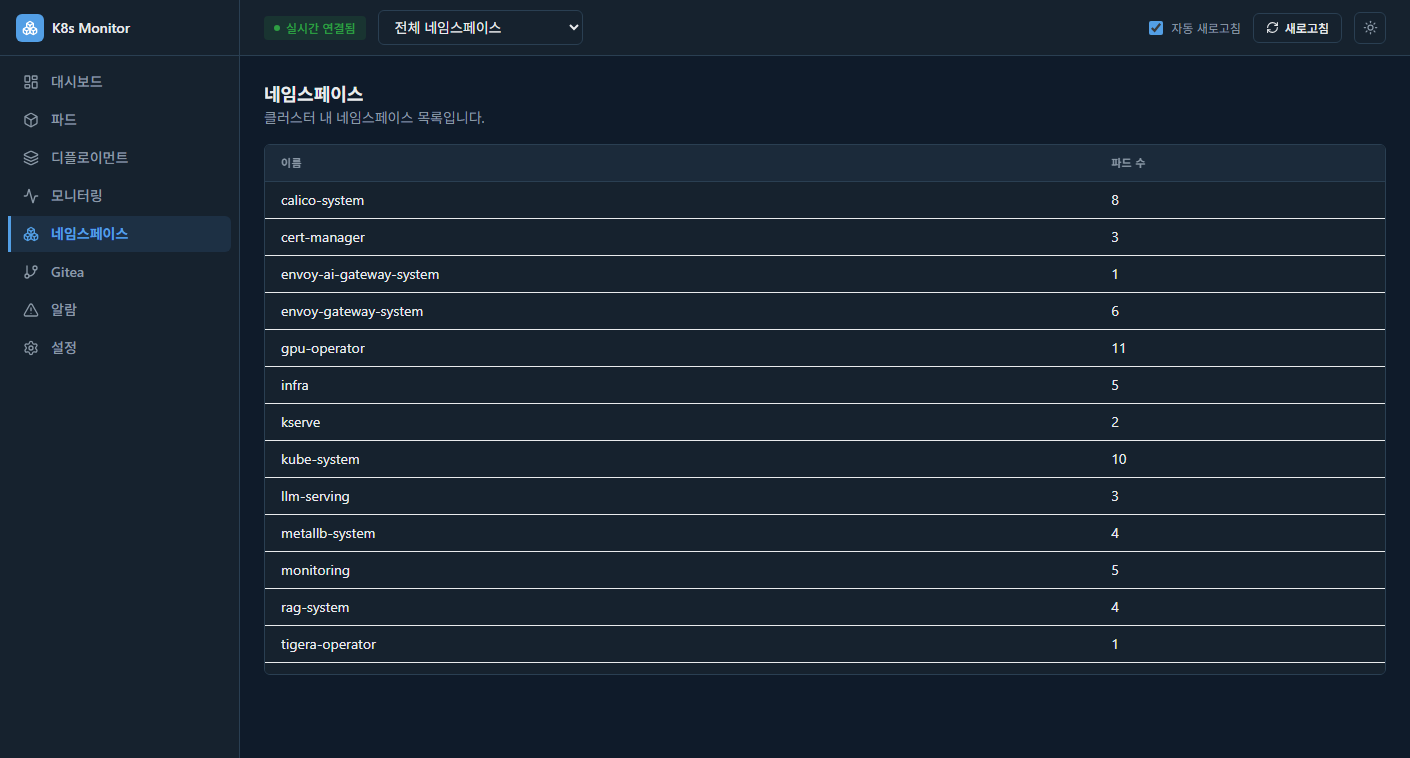 K8s Monitor
실시간 연결됨
전체 네임스페이스
자동 새로고침
새로고침
대시보드
파드
디플로이먼트
모니터링
네임스페이스
Gitea
알람
설정
네임스페이스
클러스터 내 네임스페이스 목록입니다.
이름 파드 수
calico-system 8
cert-manager 3
envoy-ai-gateway-system 1
envoy-gateway-system 6
gpu-operator 11
infra 5
kserve 2
kube-system 10
llm-serving 3
metallb-system 4
monitoring 5
rag-system 4
tigera-operator 1